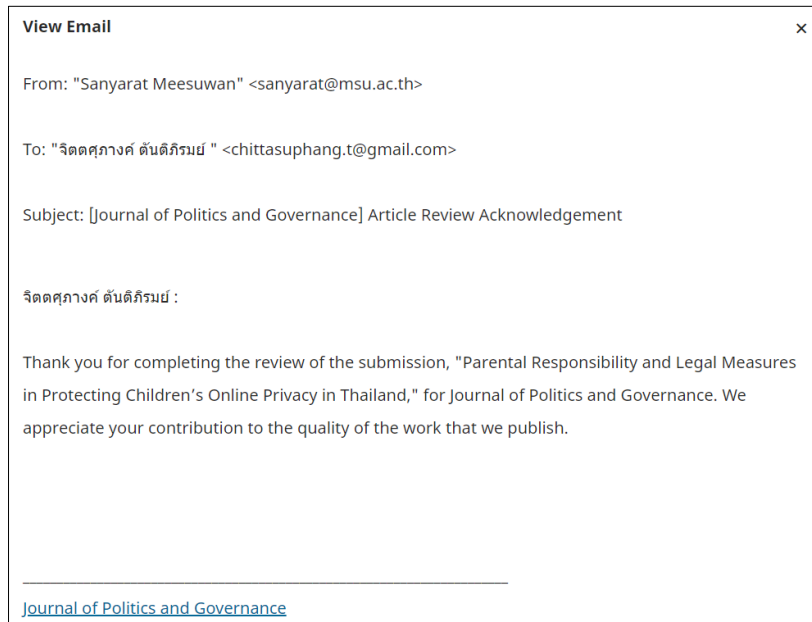 View Email
×
From: "Sanyarat Meesuwan" <sanyarat@msu.ac.th>
To: "จิตตศุภางค์ ตันติภิรมย์ " <chittasuphang.t@gmail.com>
Subject: [Journal of Politics and Governance] Article Review Acknowledgement
จิตตศุภางค์ ตันติภิรมย์ :
Thank you for completing the review of the submission, "Parental Responsibility and Legal Measures
in Protecting Children’s Online Privacy in Thailand," for Journal of Politics and Governance. We
appreciate your contribution to the quality of the work that we publish.
Journal of Politics and Governance